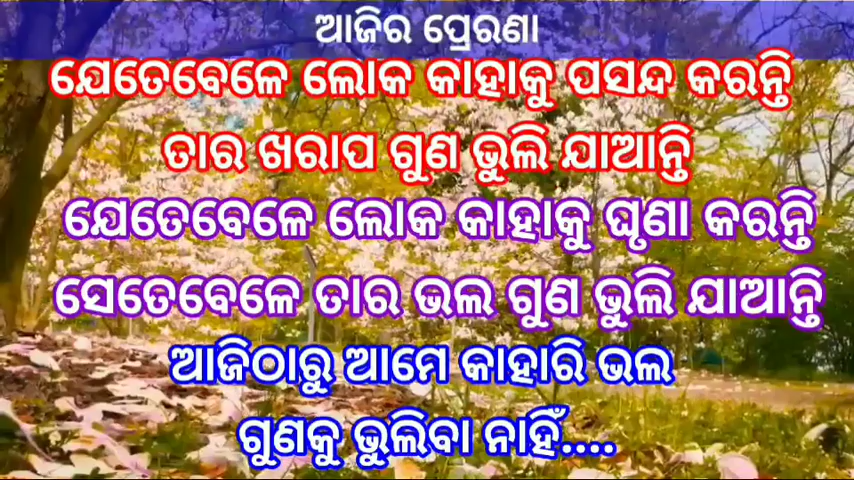 ଆଜିର ପ୍ରେରଣା
ଯେତେବେଳେ ଲୋକ କାହାକୁ ପସନ୍ଦ କରନ୍ତି
ତାର ଖରାପ ଗୁଣ ଭୁଲି ଯାଆନ୍ତି
ଯେତେବେଳେ ଲୋକ କାହାକୁ ଘୃଣା କରନ୍ତି
ସେତେବେଳେ ତାର ଭଲ ଗୁଣ ଭୁଲି ଯାଆନ୍ତି
ଆଜିଠାରୁ ଆମେ କାହାରି ଭଲ
ଗୁଣକୁ ଭୁଲିବା ନାହିଁ....